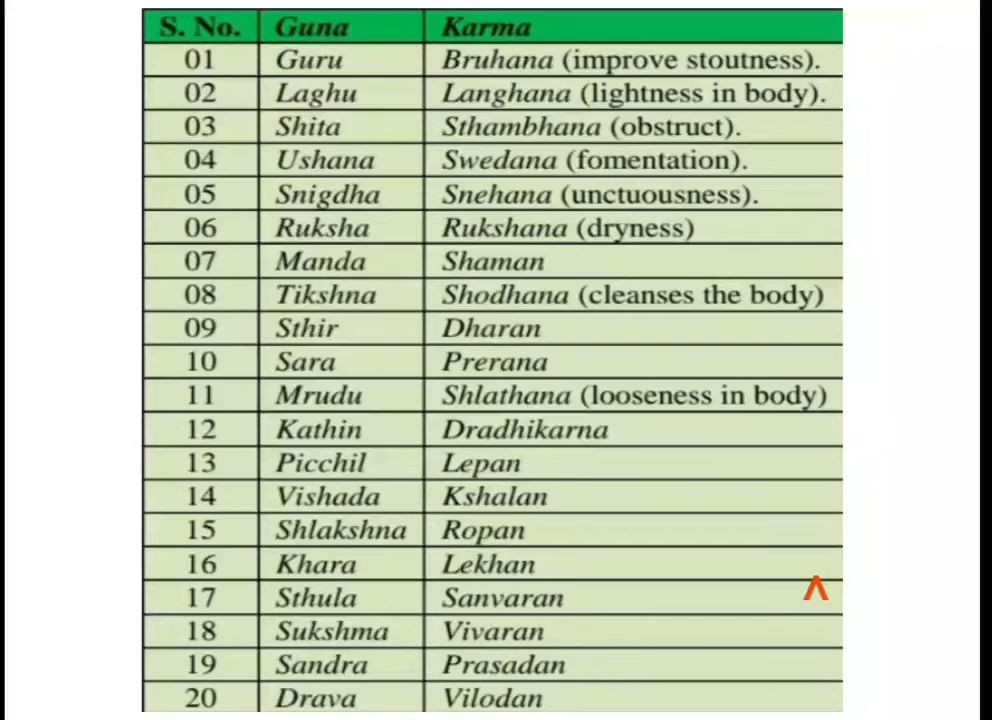 S. No. Guna Karma
01 Guru Bruhana (improve stoutness).
02 Laghu Langhana (lightness in body).
03 Shita Sthambhana (obstruct).
04 Ushana Swedana (fomentation).
05 Snigdha Snehana (unctuousness).
06 Ruksha Rukshana (dryness)
07 Manda Shaman
08 Tikshna Shodhana (cleanses the body)
09 Sthir Dharan
10 Sara Prerana
11 Mrudu Shlathana (looseness in body)
12 Kathin Dradhikarna
13 Picchil Lepan
14 Vishada Kshalan
15 Shlakshna Ropan
16 Khara Lekhan
17 Sthula Sanvaran
18 Sukshma Vivaran
19 Sandra Prasadan
20 Drava Vilodan